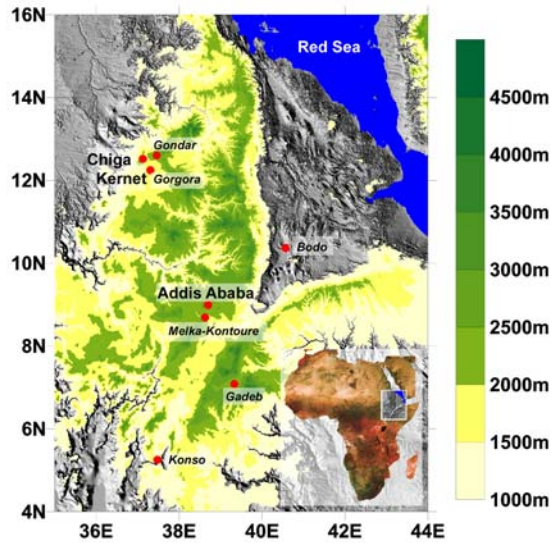 16N
14N
12N
10N
8N
6N
4N
36E
38E
40E
42E
44E
Red Sea
Gondar
Chiga
Kernet
Gorgora
Bodo
Addis Ababa
Melka-Kontoure
Gadeb
Konso
4500m
4000m
3500m
3000m
2500m
2000m
1500m
1000m